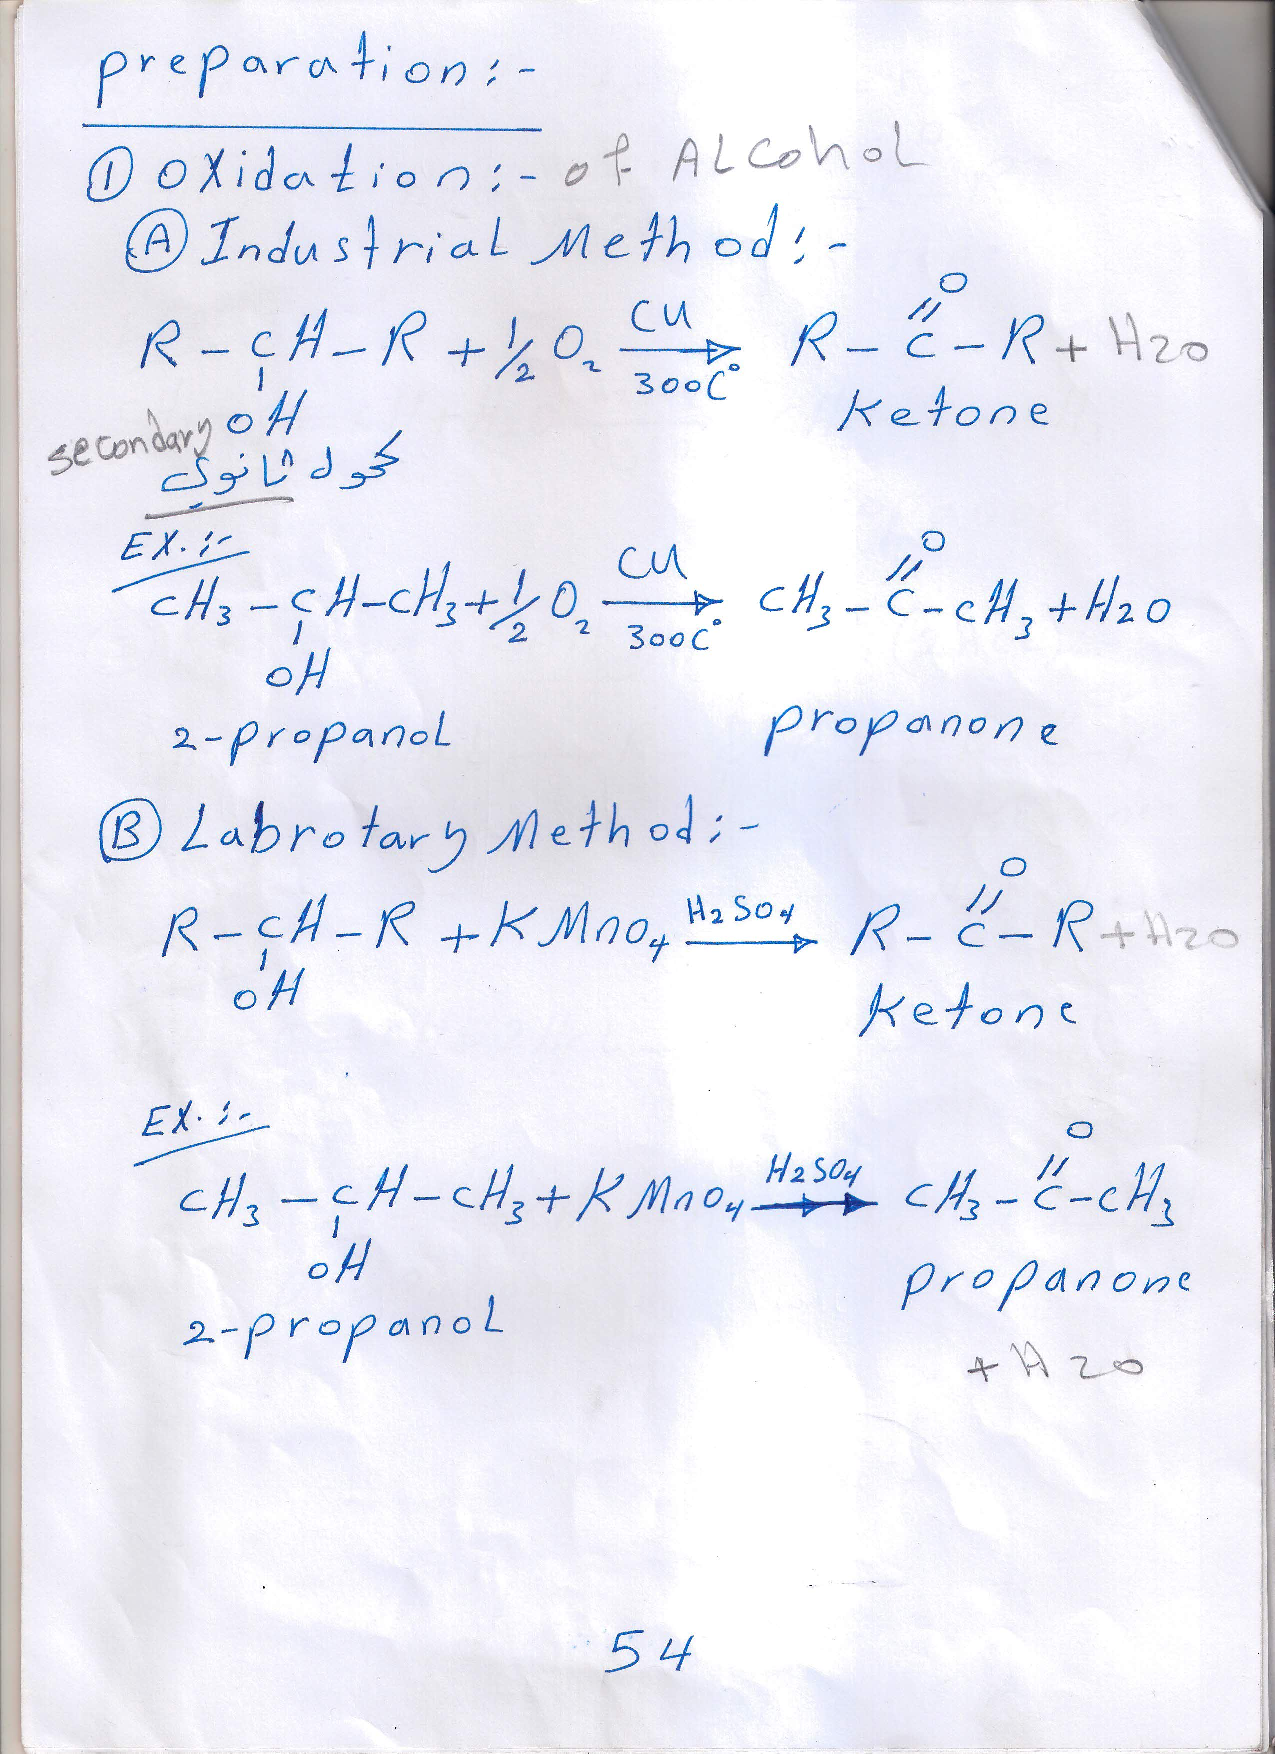 preparation:-
① Oxidation:- of ALcohoL
Ⓐ IndustriaL Method:-
O
R - CH - R + 1/2 O2 Cu 300C° R - C - R + H2O
OH Ketone
secondary
كحول ثانوي
EX.:-
O
CH3 - CH - CH3 + 1/2 O2 Cu 300C° CH3 - C - CH3 + H2O
OH
2-propanoL propanone
Ⓑ Labrotary Method:-
O
R - CH - R + KMnO4 H2SO4 R - C - R + H2O
OH Ketone
EX.:-
O
CH3 - CH - CH3 + KMnO4 H2SO4 CH3 - C - CH3
OH propanone
2-propanoL
+ H2O
54